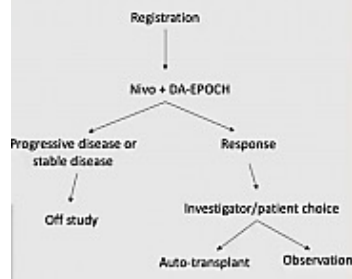 Registration
Nivo + DA-EPOCH
Progressive disease or
stable disease
Response
Off study
Investigator/patient choice
Auto-transplant
Observation